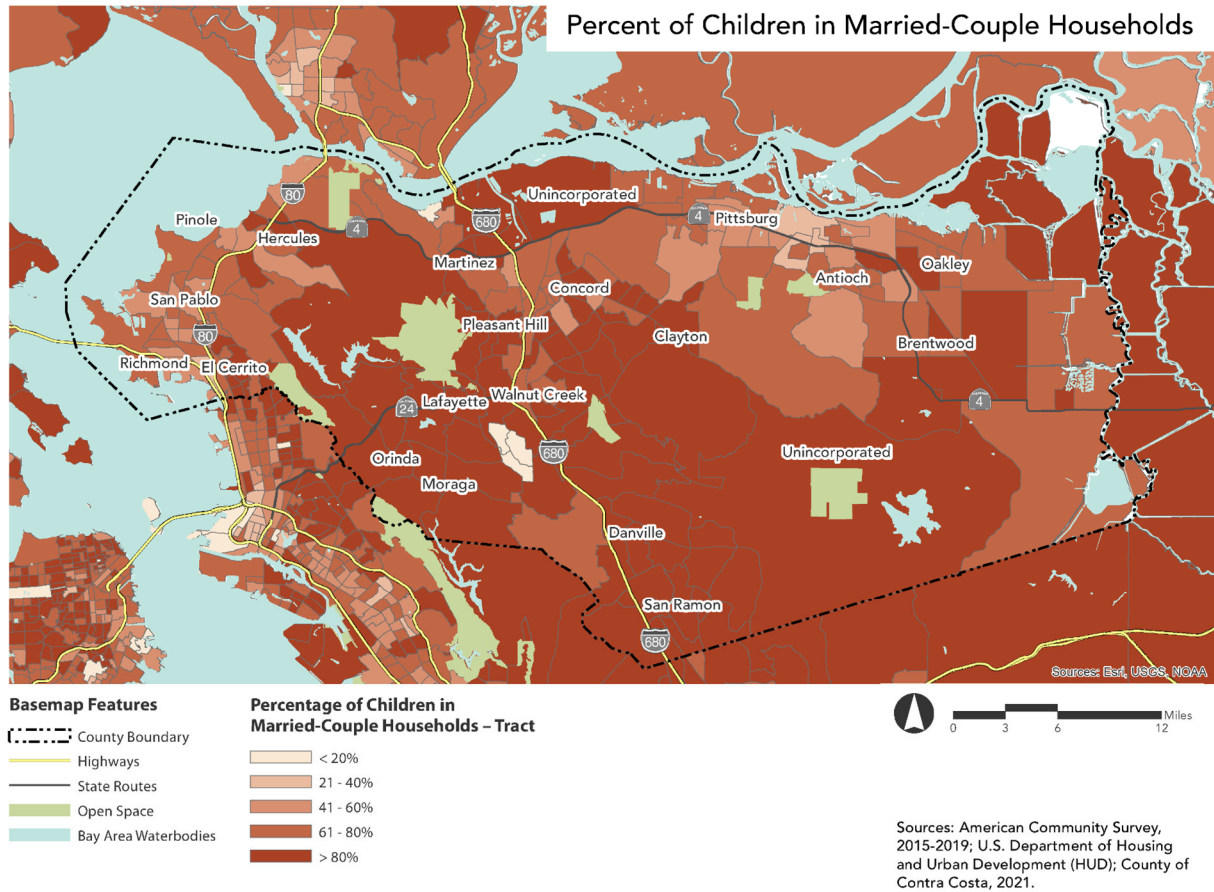 Percent of Children in Married-Couple Households
Unincorporated
80
Pinole
680
4
Pittsburg
Hercules
4
Martinez
Oakley
Antioch
Concord
San Pablo
80
Pleasant Hill
Clayton
Brentwood
Richmond
El Cerrito
Walnut Creek
Lafayette
24
4
Orinda
680
Unincorporated
Moraga
Danville
San Ramon
680
Sources: Esri, USGS, NOAA
Basemap Features
County Boundary
Highways
State Routes
Open Space
Bay Area Waterbodies
Percentage of Children in
Married-Couple Households – Tract
< 20%
21 - 40%
41 - 60%
61 - 80%
> 80%
Miles
0 3 6 12
Sources: American Community Survey,
2015-2019; U.S. Department of Housing
and Urban Development (HUD); County of
Contra Costa, 2021.